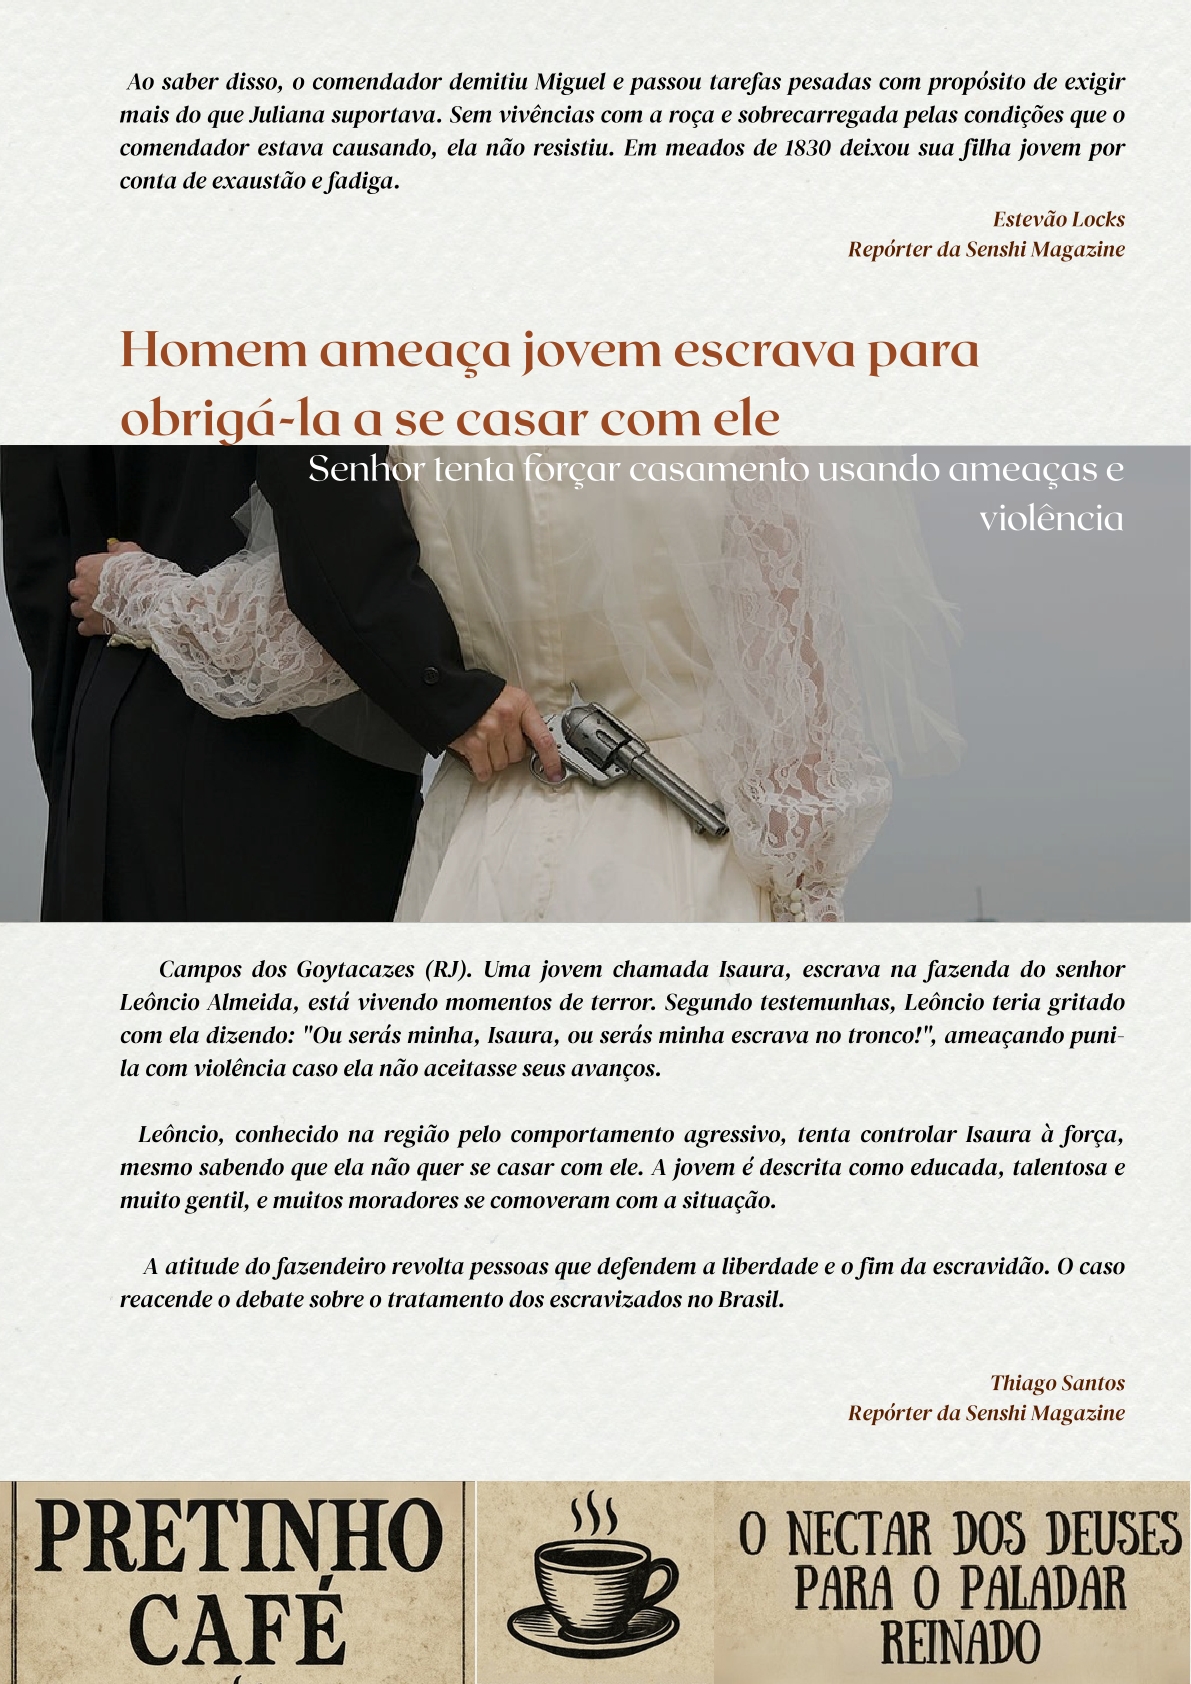 Ao saber disso, o comendador demitiu Miguel e passou tarefas pesadas com propósito de exigir
mais do que Juliana suportava. Sem vivências com a roça e sobrecarregada pelas condições que o
comendador estava causando, ela não resistiu. Em meados de 1830 deixou sua filha jovem por
conta de exaustão e fadiga.
Estevão Locks
Repórter da Senshi Magazine
Homem ameaça jovem escrava para
obrigá-la a se casar com ele
Senhor tenta forçar casamento usando ameaças e
violência
Campos dos Goytacazes (RJ). Uma jovem chamada Isaura, escrava na fazenda do senhor
Leôncio Almeida, está vivendo momentos de terror. Segundo testemunhas, Leôncio teria gritado
com ela dizendo: "Ou serás minha, Isaura, ou serás minha escrava no tronco!", ameaçando puni-
la com violência caso ela não aceitasse seus avanços.
Leôncio, conhecido na região pelo comportamento agressivo, tenta controlar Isaura à força,
mesmo sabendo que ela não quer se casar com ele. A jovem é descrita como educada, talentosa e
muito gentil, e muitos moradores se comoveram com a situação.
A atitude do fazendeiro revolta pessoas que defendem a liberdade e o fim da escravidão. O caso
reacende o debate sobre o tratamento dos escravizados no Brasil.
Thiago Santos
Repórter da Senshi Magazine
PRETINHO
CAFÉ
O NECTAR DOS DEUSES
PARA O PALADAR
REINADO